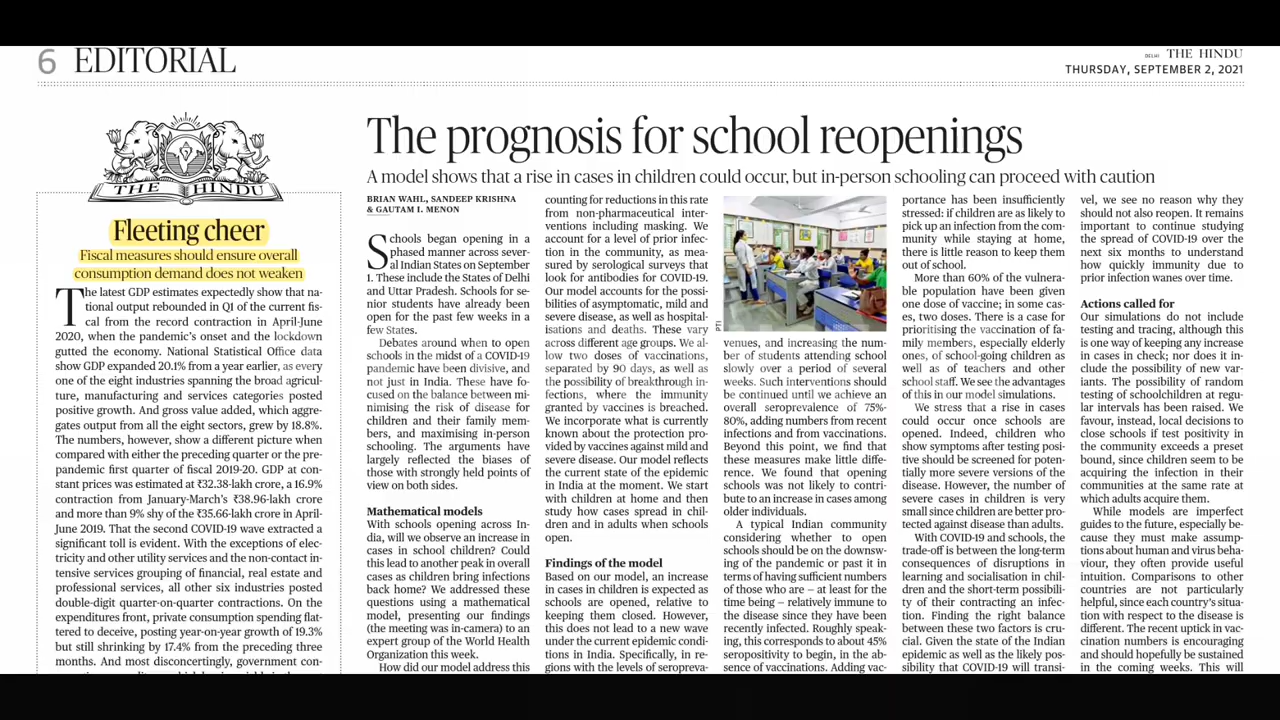 6 EDITORIAL
DELHI THE HINDU
THURSDAY, SEPTEMBER 2, 2021
THE HINDU
Fleeting cheer
Fiscal measures should ensure overall
consumption demand does not weaken
The latest GDP estimates expectedly show that na-
tional output rebounded in Q1 of the current fis-
cal from the record contraction in April-June
2020, when the pandemic's onset and the lockdown
gutted the economy. National Statistical Office data
show GDP expanded 20.1% from a year earlier, as every
one of the eight industries spanning the broad agricul-
ture, manufacturing and services categories posted
positive growth. And gross value added, which aggre-
gates output from all the eight sectors, grew by 18.8%.
The numbers, however, show a different picture when
compared with either the preceding quarter or the pre-
pandemic first quarter of fiscal 2019-20. GDP at con-
stant prices was estimated at ₹32.38-lakh crore, a 16.9%
contraction from January-March's ₹38.96-lakh crore
and more than 9% shy of the ₹35.66-lakh crore in April-
June 2019. That the second COVID-19 wave extracted a
significant toll is evident. With the exceptions of elec-
tricity and other utility services and the non-contact in-
tensive services grouping of financial, real estate and
professional services, all other six industries posted
double-digit quarter-on-quarter contractions. On the
expenditures front, private consumption spending flat-
tered to deceive, posting year-on-year growth of 19.3%
but still shrinking by 17.4% from the preceding three
months. And most disconcertingly, government con-
The prognosis for school reopenings
A model shows that a rise in cases in children could occur, but in-person schooling can proceed with caution
BRIAN WAHL, SANDEEP KRISHNA
& GAUTAM I. MENON
Schools began opening in a
phased manner across sever-
al Indian States on September
1. These include the States of Delhi
and Uttar Pradesh. Schools for se-
nior students have already been
open for the past few weeks in a
few States.
Debates around when to open
schools in the midst of a COVID-19
pandemic have been divisive, and
not just in India. These have fo-
cused on the balance between mi-
nimising the risk of disease for
children and their family mem-
bers, and maximising in-person
schooling. The arguments have
largely reflected the biases of
those with strongly held points of
view on both sides.
Mathematical models
With schools opening across In-
dia, will we observe an increase in
cases in school children? Could
this lead to another peak in overall
cases as children bring infections
back home? We addressed these
questions using a mathematical
model, presenting our findings
(the meeting was in-camera) to an
expert group of the World Health
Organization this week.
How did our model address this
counting for reductions in this rate
from non-pharmaceutical inter-
ventions including masking. We
account for a level of prior infec-
tion in the community, as mea-
sured by serological surveys that
look for antibodies for COVID-19.
Our model accounts for the possi-
bilities of asymptomatic, mild and
severe disease, as well as hospital-
isations and deaths. These vary
across different age groups. We al-
low two doses of vaccinations,
separated by 90 days, as well as
the possibility of breakthrough in-
fections, where the immunity
granted by vaccines is breached.
We incorporate what is currently
known about the protection pro-
vided by vaccines against mild and
severe disease. Our model reflects
the current state of the epidemic
in India at the moment. We start
with children at home and then
study how cases spread in chil-
dren and in adults when schools
open.
Findings of the model
Based on our model, an increase
in cases in children is expected as
schools are opened, relative to
keeping them closed. However,
this does not lead to a new wave
under the current epidemic condi-
tions in India. Specifically, in re-
gions with the levels of seropreva-
PTI
venues, and increasing the num-
ber of students attending school
slowly over a period of several
weeks. Such interventions should
be continued until we achieve an
overall seroprevalence of 75%-
80%, adding numbers from recent
infections and from vaccinations.
Beyond this point, we find that
these measures make little diffe-
rence. We found that opening
schools was not likely to contri-
bute to an increase in cases among
older individuals.
A typical Indian community
considering whether to open
schools should be on the downsw-
ing of the pandemic or past it in
terms of having sufficient numbers
of those who are – at least for the
time being – relatively immune to
the disease since they have been
recently infected. Roughly speak-
ing, this corresponds to about 45%
seropositivity to begin, in the ab-
sence of vaccinations. Adding vac-
portance has been insufficiently
stressed: if children are as likely to
pick up an infection from the com-
munity while staying at home,
there is little reason to keep them
out of school.
More than 60% of the vulnera-
ble population have been given
one dose of vaccine; in some cas-
es, two doses. There is a case for
prioritising the vaccination of fa-
mily members, especially elderly
ones, of school-going children as
well as of teachers and other
school staff. We see the advantages
of this in our model simulations.
We stress that a rise in cases
could occur once schools are
opened. Indeed, children who
show symptoms after testing posi-
tive should be screened for poten-
tially more severe versions of the
disease. However, the number of
severe cases in children is very
small since children are better pro-
tected against disease than adults.
With COVID-19 and schools, the
trade-off is between the long-term
consequences of disruptions in
learning and socialisation in chil-
dren and the short-term possibili-
ty of their contracting an infec-
tion. Finding the right balance
between these two factors is cru-
cial. Given the state of the Indian
epidemic as well as the likely pos-
sibility that COVID-19 will transi-
vel, we see no reason why they
should not also reopen. It remains
important to continue studying
the spread of COVID-19 over the
next six months to understand
how quickly immunity due to
prior infection wanes over time.
Actions called for
Our simulations do not include
testing and tracing, although this
is one way of keeping any increase
in cases in check; nor does it in-
clude the possibility of new var-
iants. The possibility of random
testing of schoolchildren at regu-
lar intervals has been raised. We
favour, instead, local decisions to
close schools if test positivity in
the community exceeds a preset
bound, since children seem to be
acquiring the infection in their
communities at the same rate at
which adults acquire them.
While models are imperfect
guides to the future, especially be-
cause they must make assump-
tions about human and virus beha-
viour, they often provide useful
intuition. Comparisons to other
countries are not particularly
helpful, since each country's situa-
tion with respect to the disease is
different. The recent uptick in vac-
cination numbers is encouraging
and should hopefully be sustained
in the coming weeks. This will